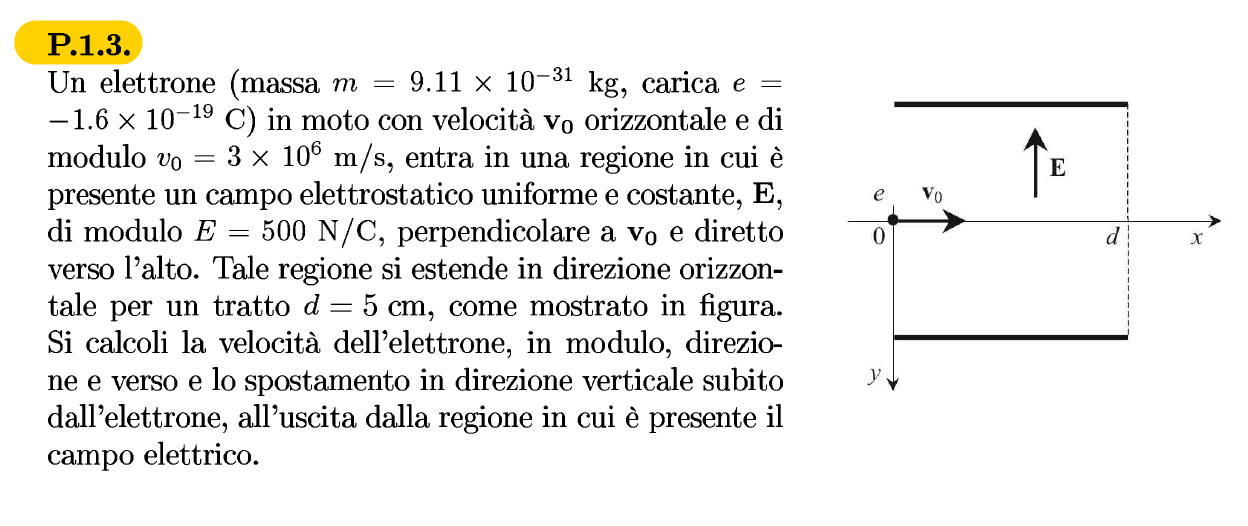 P.1.3.
Un elettrone (massa m = 9.11 × 10⁻³¹ kg, carica e =
−1.6 × 10⁻¹⁹ C) in moto con velocità v₀ orizzontale e di
modulo v₀ = 3 × 10⁶ m/s, entra in una regione in cui è
presente un campo elettrostatico uniforme e costante, E,
di modulo E = 500 N/C, perpendicolare a v₀ e diretto
verso l'alto. Tale regione si estende in direzione orizzon-
tale per un tratto d = 5 cm, come mostrato in figura.
Si calcoli la velocità dell'elettrone, in modulo, direzio-
ne e verso e lo spostamento in direzione verticale subito
dall'elettrone, all'uscita dalla regione in cui è presente il
campo elettrico.
E
e v₀
0 d x
y